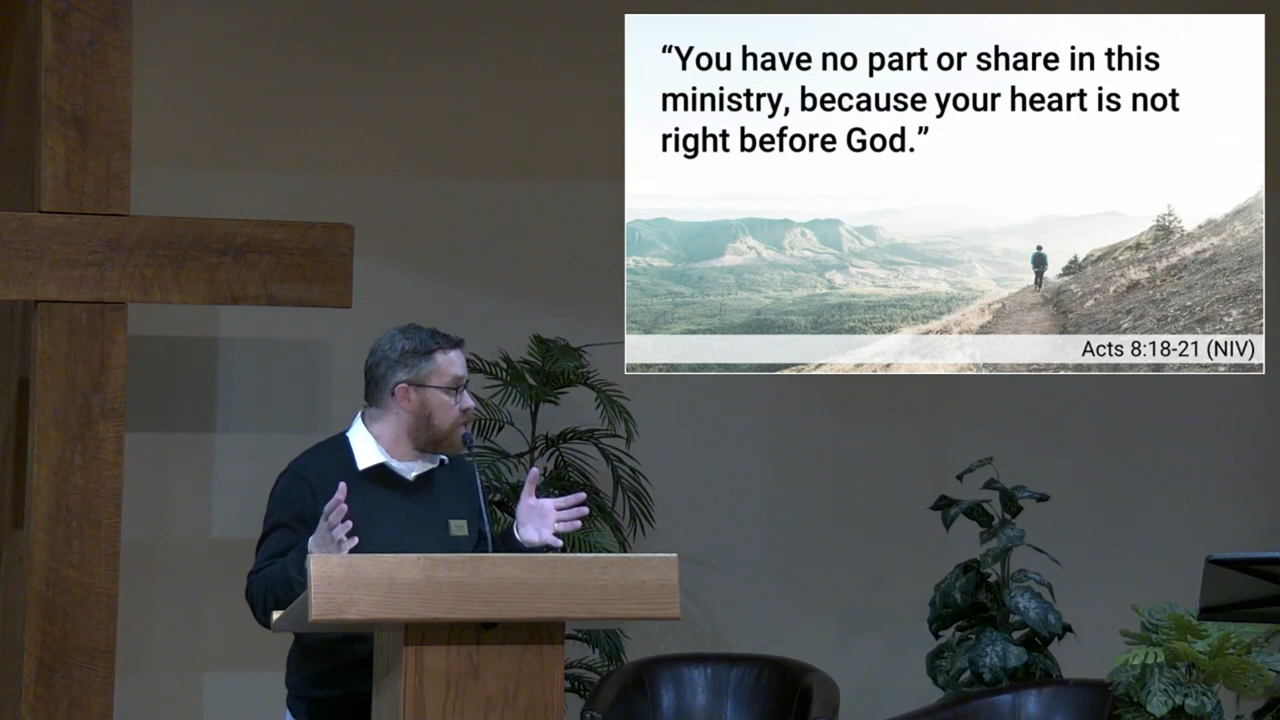 “You have no part or share in this
ministry, because your heart is not
right before God.”
Acts 8:18-21 (NIV)